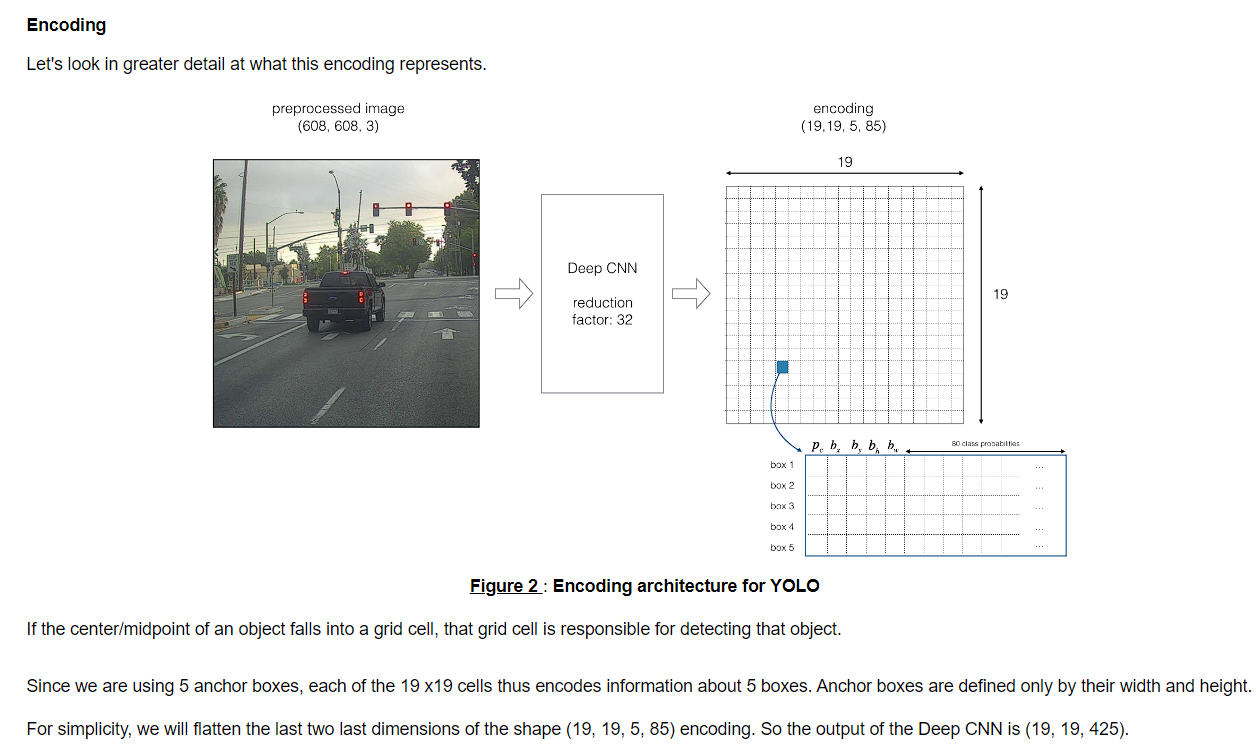 Encoding
Let's look in greater detail at what this encoding represents.
preprocessed image
(608, 608, 3)
encoding
(19,19, 5, 85)
19
Deep CNN
reduction
factor: 32
19
p_c b_x b_y b_h b_w
80 class probabilities
box 1 ...
box 2 ...
box 3 ...
box 4 ...
box 5 ...
Figure 2 : Encoding architecture for YOLO
If the center/midpoint of an object falls into a grid cell, that grid cell is responsible for detecting that object.
Since we are using 5 anchor boxes, each of the 19 x19 cells thus encodes information about 5 boxes. Anchor boxes are defined only by their width and height.
For simplicity, we will flatten the last two last dimensions of the shape (19, 19, 5, 85) encoding. So the output of the Deep CNN is (19, 19, 425).